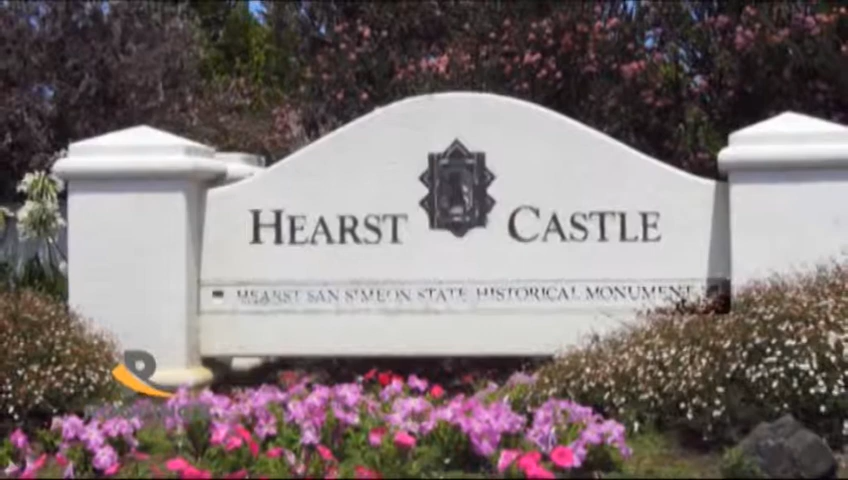 HEARST CASTLE
HEARST SAN SIMEON STATE HISTORICAL MONUMENT